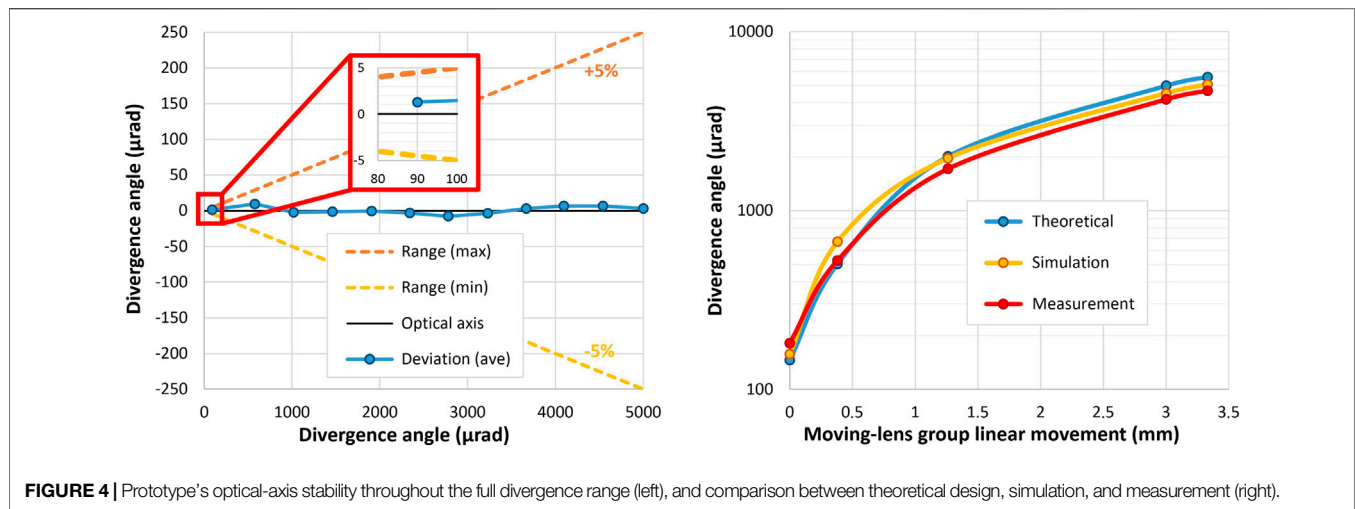 250
200
150
100
50
0
-50
-100
-150
-200
-250
Divergence angle (μrad)
0 1000 2000 3000 4000 5000
Divergence angle (μrad)
+5%
-5%
5
0
-5
80 90 100
Range (max)
Range (min)
Optical axis
Deviation (ave)
10000
1000
100
Divergence angle (μrad)
0 0.5 1 1.5 2 2.5 3 3.5
Moving-lens group linear movement (mm)
Theoretical
Simulation
Measurement
FIGURE 4 | Prototype's optical-axis stability throughout the full divergence range (left), and comparison between theoretical design, simulation, and measurement (right).